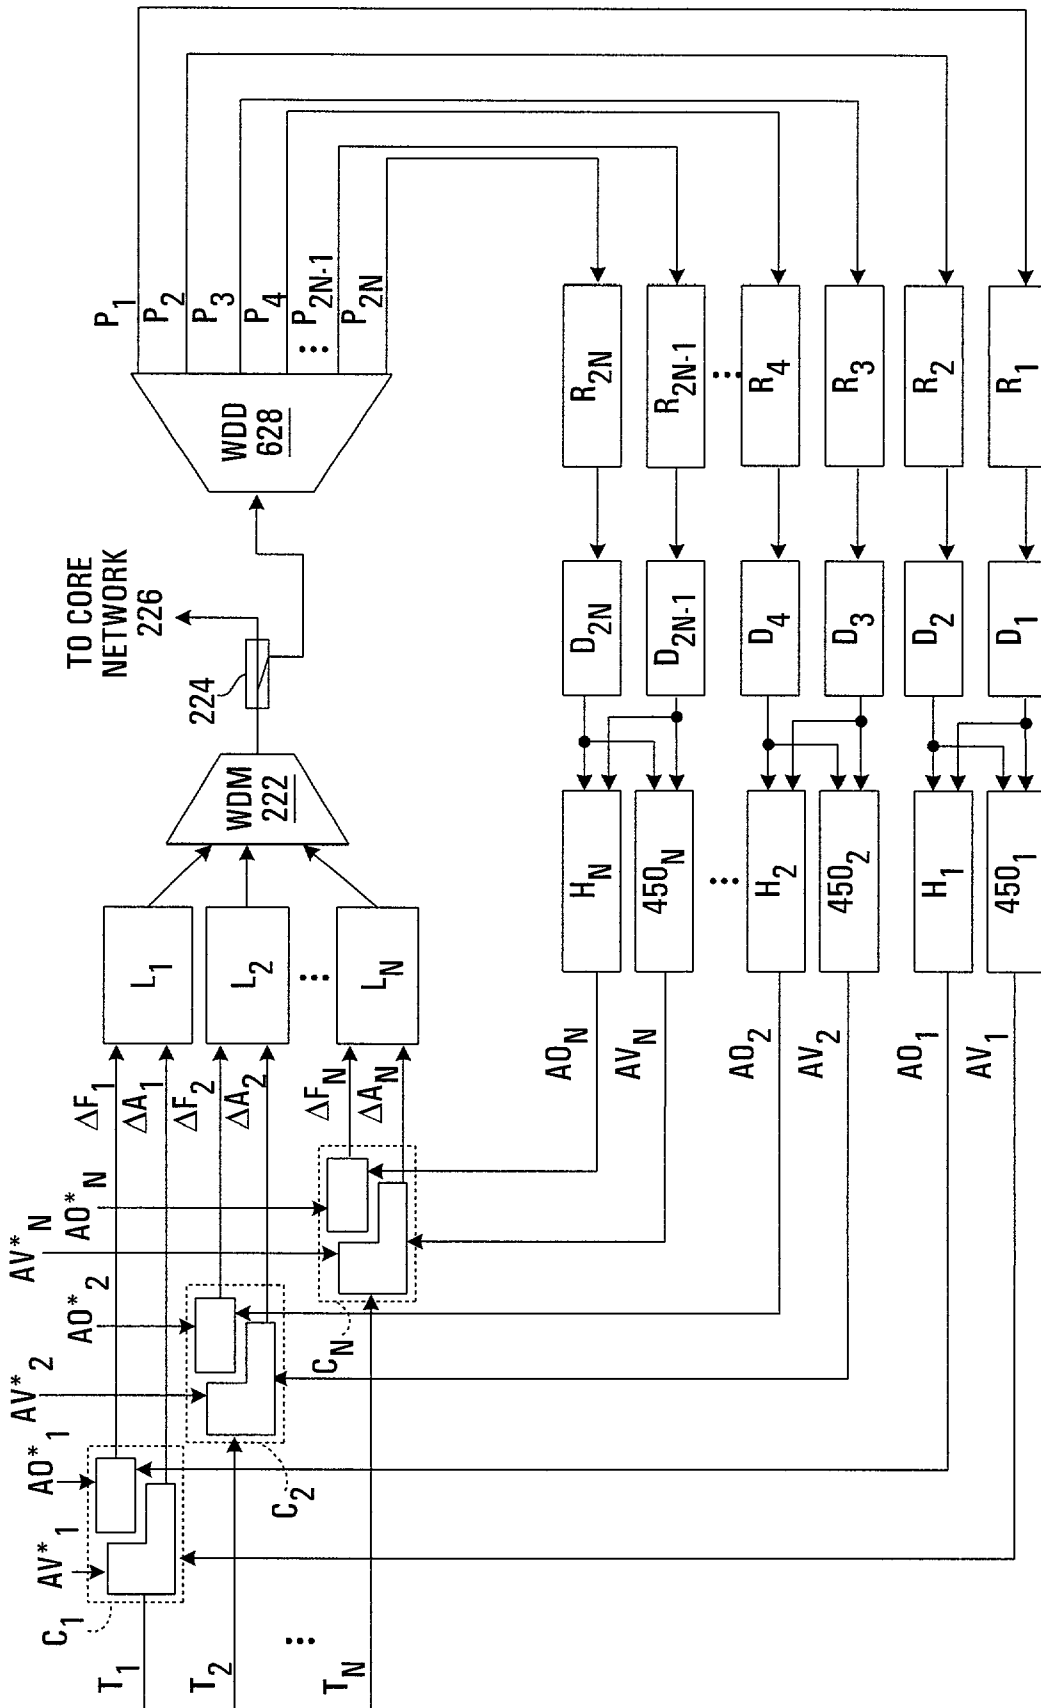 T1
T2
⋮
TN
C1
C2
CN
AV*1
AO*1
AV*2
AO*2
AV*N
AO*N
ΔF1
ΔA1
ΔF2
ΔA2
ΔFN
ΔAN
L1
L2
⋮
LN
WDM
222
224
TO CORE
NETWORK
226
WDD
628
P1
P2
P3
P4
⋮
P2N-1
P2N
AON
AVN
AO2
AV2
AO1
AV1
HN
450N
⋮
H2
4502
H1
4501
D2N
D2N-1
D4
D3
D2
D1
R2N
R2N-1
⋮
R4
R3
R2
R1